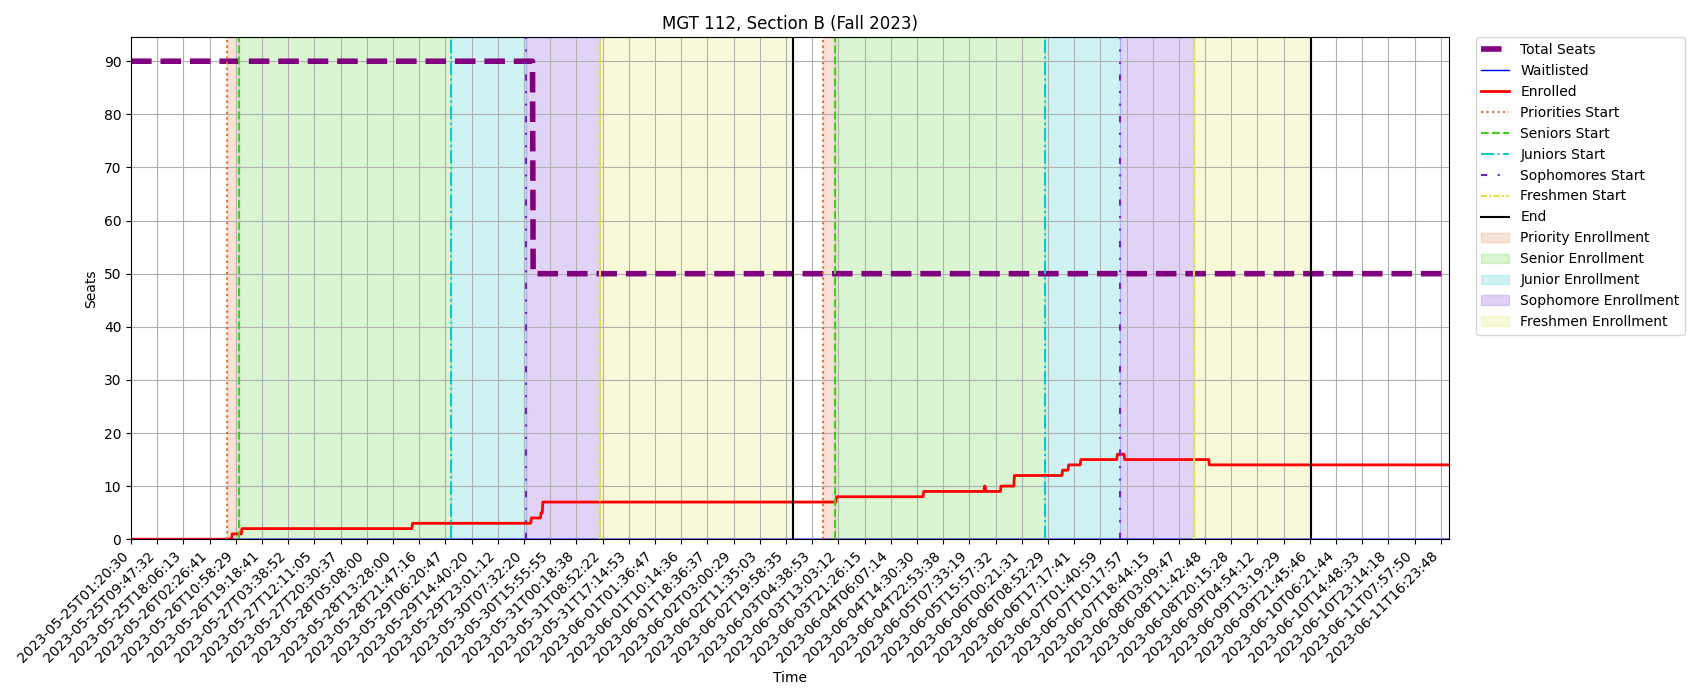 MGT 112, Section B (Fall 2023)
Seats
90
80
70
60
50
40
30
20
10
0
2023-05-25T01:20:30
2023-05-25T09:47:32
2023-05-25T18:06:13
2023-05-26T02:26:41
2023-05-26T10:58:29
2023-05-26T19:18:41
2023-05-27T03:38:52
2023-05-27T12:11:05
2023-05-27T20:30:37
2023-05-28T05:08:00
2023-05-28T13:28:00
2023-05-28T21:47:16
2023-05-29T06:20:47
2023-05-29T14:40:20
2023-05-29T23:01:12
2023-05-30T07:32:20
2023-05-30T15:55:55
2023-05-31T00:18:38
2023-05-31T08:52:22
2023-05-31T17:14:53
2023-06-01T01:36:47
2023-06-01T10:14:36
2023-06-01T18:36:37
2023-06-02T03:00:29
2023-06-02T11:35:03
2023-06-02T19:58:35
2023-06-03T04:38:53
2023-06-03T13:03:12
2023-06-03T21:26:15
2023-06-04T06:07:14
2023-06-04T14:30:30
2023-06-04T22:53:38
2023-06-05T07:33:19
2023-06-05T15:57:32
2023-06-06T00:21:31
2023-06-06T08:52:29
2023-06-06T17:17:41
2023-06-07T01:40:59
2023-06-07T10:17:57
2023-06-07T18:44:15
2023-06-08T03:09:47
2023-06-08T11:42:48
2023-06-08T20:15:28
2023-06-09T04:54:12
2023-06-09T13:19:29
2023-06-09T21:45:46
2023-06-10T06:21:44
2023-06-10T14:48:33
2023-06-10T23:14:18
2023-06-11T07:57:50
2023-06-11T16:23:48
Time
Total Seats
Waitlisted
Enrolled
Priorities Start
Seniors Start
Juniors Start
Sophomores Start
Freshmen Start
End
Priority Enrollment
Senior Enrollment
Junior Enrollment
Sophomore Enrollment
Freshmen Enrollment